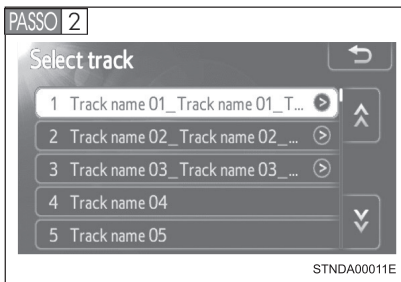 PASSO 2
Select track
1 Track name 01_Track name 01_T...
2 Track name 02_Track name 02_...
3 Track name 03_Track name 03_...
4 Track name 04
5 Track name 05
STNDA00011E